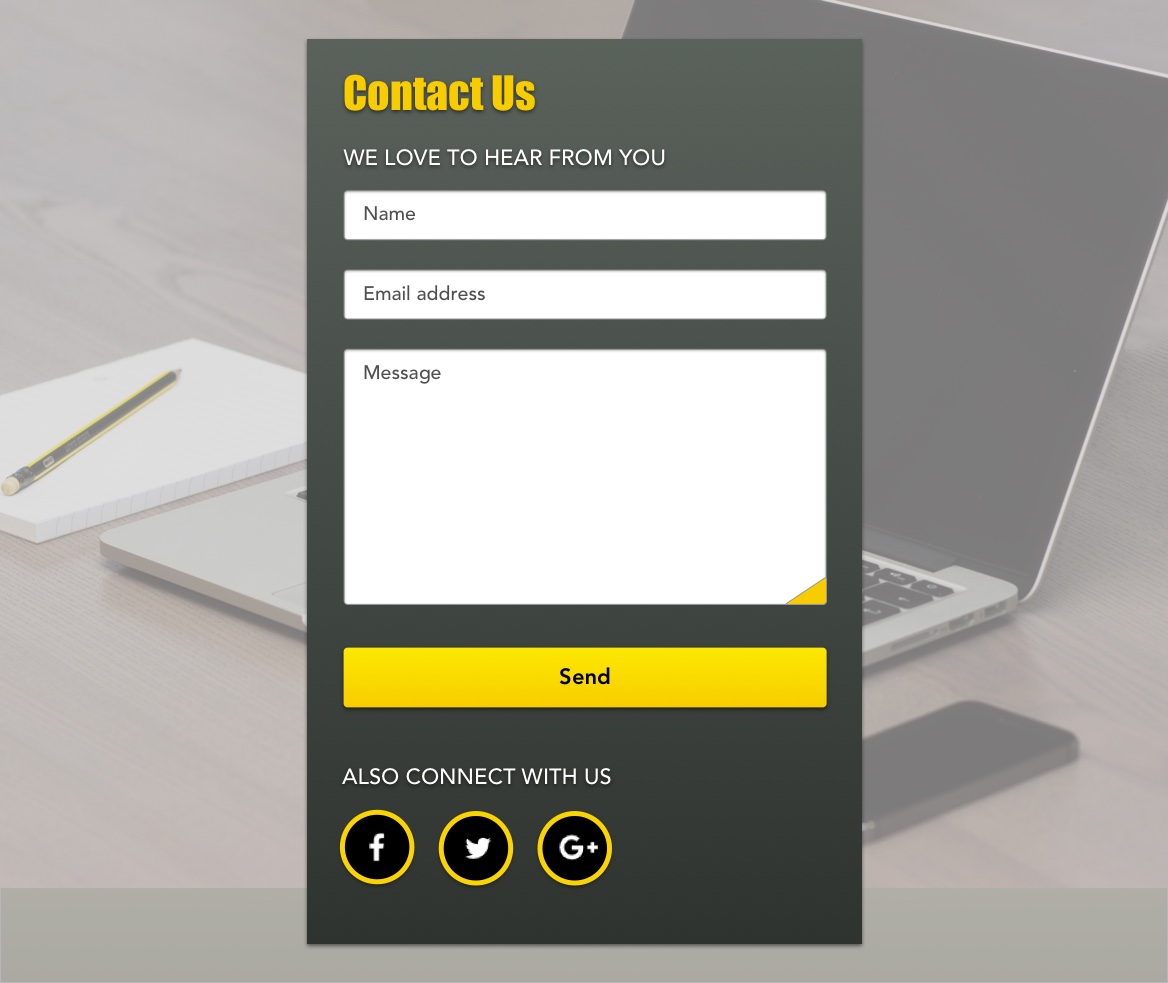 Contact Us
WE LOVE TO HEAR FROM YOU
Name
Email address
Message
Send
ALSO CONNECT WITH US
f
G+